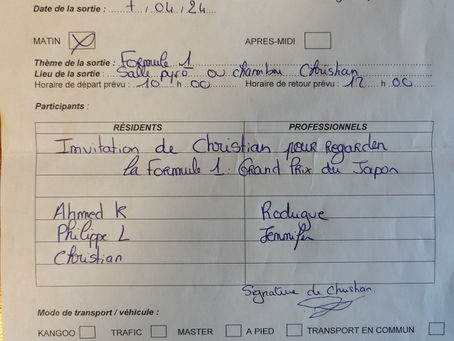 Date de la sortie : 7 , 04 , 24
MATIN APRES-MIDI
Thème de la sortie : Formule 1
Lieu de la sortie : Salle pyro ou chambre Christian
Horaire de départ prévu : 10 h 00 Horaire de retour prévu : 12 h 00
Participants :
RÉSIDENTS PROFESSIONNELS
Invitation de Christian pour regarder
la Formule 1 : Grand Prix du Japon
Ahmed K Rodugue
Philippe L Jennifer
Christian
Signature de Christian.
Mode de transport / véhicule :
KANGOO TRAFIC MASTER A PIED TRANSPORT EN COMMUN